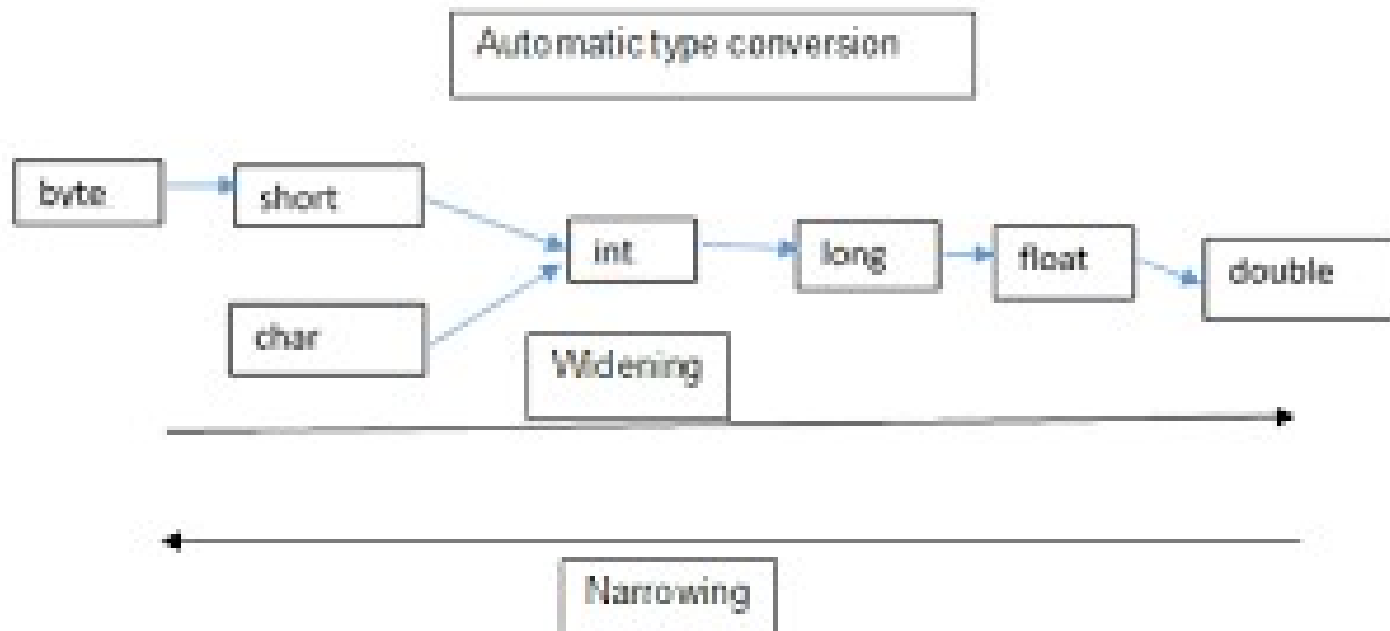 Automatic type conversion
byte
short
int
long
float
double
char
Widening
Narrowing